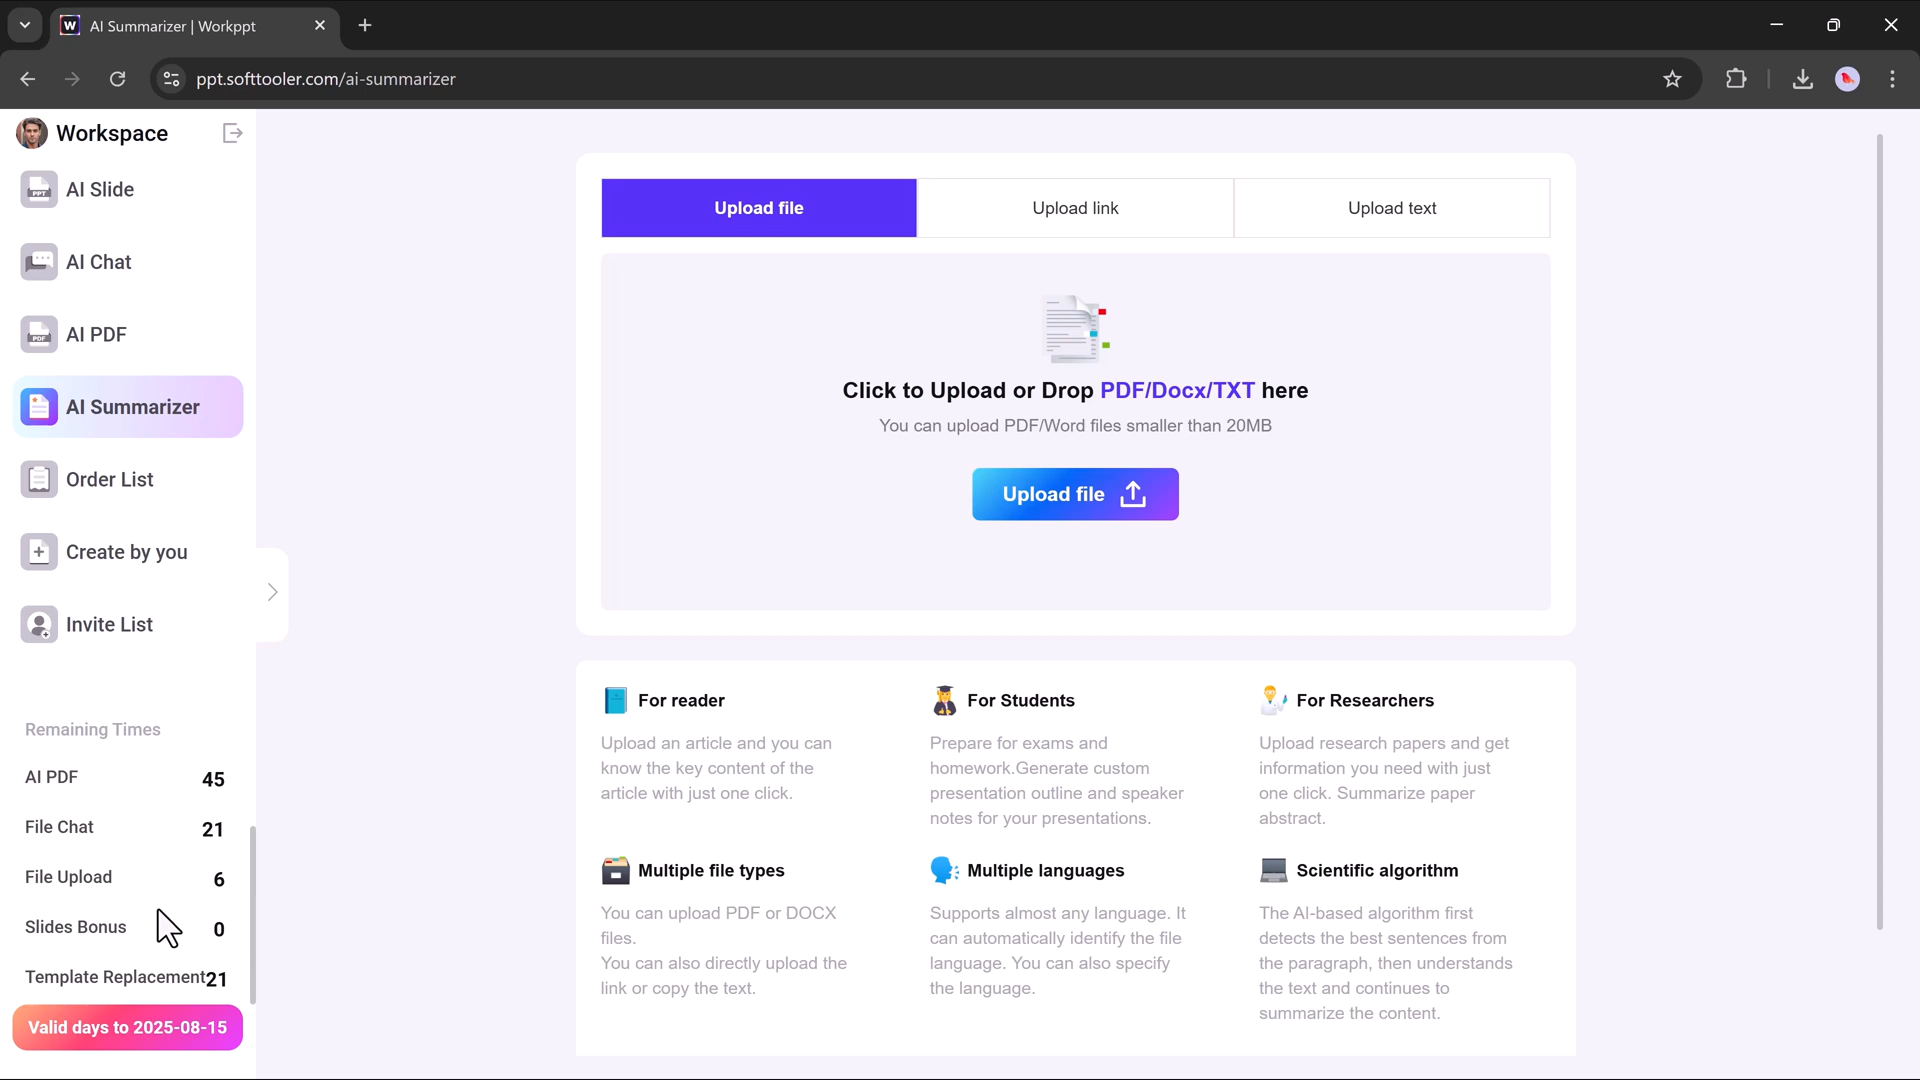 AI Summarizer | Workppt
ppt.softtooler.com/ai-summarizer
Workspace
AI Slide
AI Chat
AI PDF
AI Summarizer
Order List
Create by you
Invite List
Remaining Times
AI PDF 45
File Chat 21
File Upload 6
Slides Bonus 0
Template Replacement 21
Valid days to 2025-08-15
Upload file
Upload link
Upload text
Click to Upload or Drop PDF/Docx/TXT here
You can upload PDF/Word files smaller than 20MB
Upload file
For reader
Upload an article and you can
know the key content of the
article with just one click.
For Students
Prepare for exams and
homework.Generate custom
presentation outline and speaker
notes for your presentations.
For Researchers
Upload research papers and get
information you need with just
one click. Summarize paper
abstract.
Multiple file types
You can upload PDF or DOCX
files.
You can also directly upload the
link or copy the text.
Multiple languages
Supports almost any language. It
can automatically identify the file
language. You can also specify
the language.
Scientific algorithm
The AI-based algorithm first
detects the best sentences from
the paragraph, then understands
the text and continues to
summarize the content.